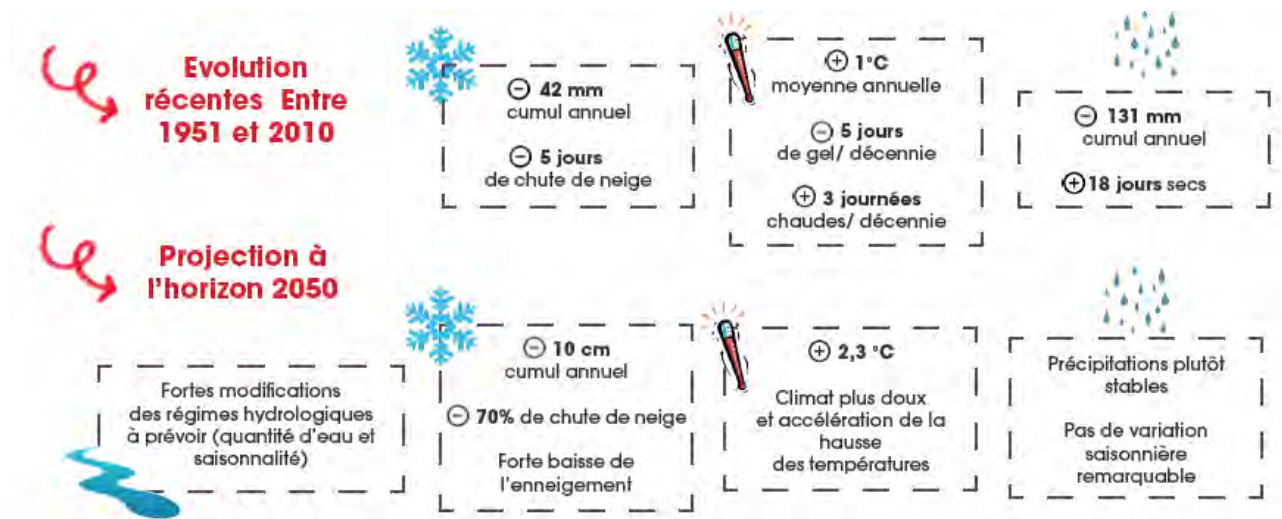 Evolution
récentes Entre
1951 et 2010
⊖ 42 mm
cumul annuel
⊖ 5 jours
de chute de neige
⊕ 1°C
moyenne annuelle
⊖ 5 jours
de gel/ décennie
⊕ 3 journées
chaudes/ décennie
⊖ 131 mm
cumul annuel
⊕ 18 jours secs
Projection à
l'horizon 2050
Fortes modifications
des régimes hydrologiques
à prévoir (quantité d'eau et
saisonnalité)
⊖ 10 cm
cumul annuel
⊖ 70% de chute de neige
Forte baisse de
l'enneigement
⊕ 2,3 °C
Climat plus doux
et accélération de la
hausse
des températures
Précipitations plutôt
stables
Pas de variation
saisonnière
remarquable